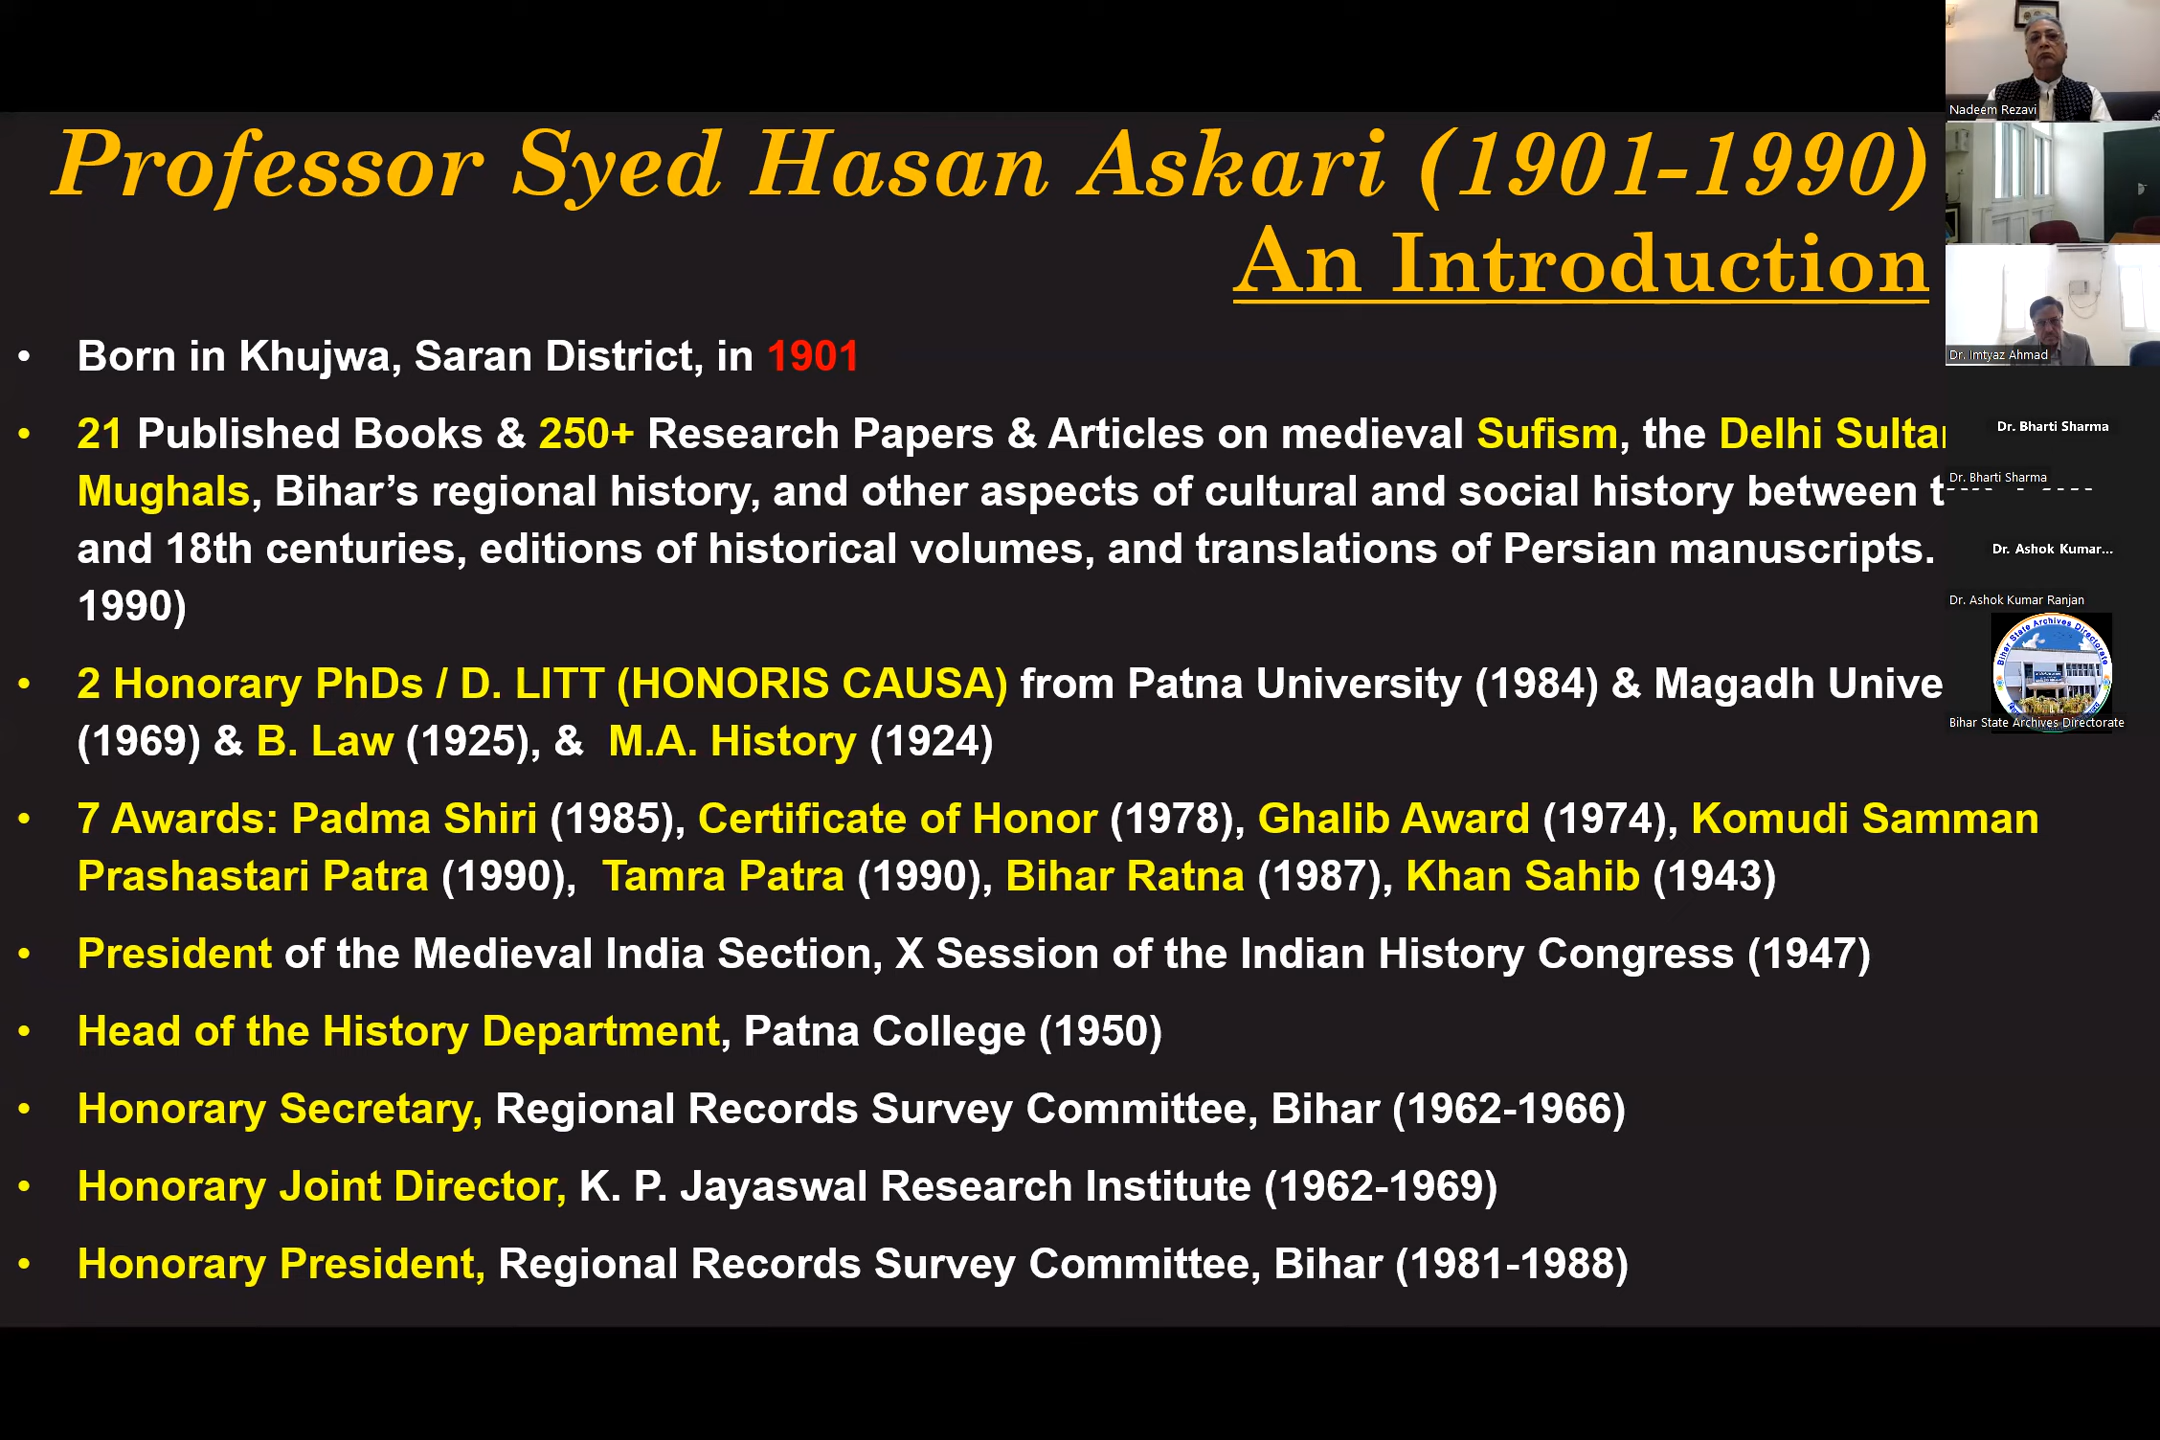 Professor Syed Hasan Askari (1901-1990)
An Introduction
• Born in Khujwa, Saran District, in 1901
• 21 Published Books & 250+ Research Papers & Articles on medieval Sufism, the Delhi
Mughals, Bihar’s regional history, and other aspects of cultural and social history between
and 18th centuries, editions of historical volumes, and translations of Persian manuscripts.
1990)
• 2 Honorary PhDs / D. LITT (HONORIS CAUSA) from Patna University (1984) & Magadh
(1969) & B. Law (1925), & M.A. History (1924)
• 7 Awards: Padma Shiri (1985), Certificate of Honor (1978), Ghalib Award (1974), Komudi Samman
Prashastari Patra (1990), Tamra Patra (1990), Bihar Ratna (1987), Khan Sahib (1943)
• President of the Medieval India Section, X Session of the Indian History Congress (1947)
• Head of the History Department, Patna College (1950)
• Honorary Secretary, Regional Records Survey Committee, Bihar (1962-1966)
• Honorary Joint Director, K. P. Jayaswal Research Institute (1962-1969)
• Honorary President, Regional Records Survey Committee, Bihar (1981-1988)
Nadeem Rezavi
Dr. Imtyaz Ahmad
Dr. Bharti Sharma
Dr. Bharti Sharma
Dr. Ashok Kumar...
Dr. Ashok Kumar Ranjan
Bihar State Archives Directorate
Bihar State Archives Directorate